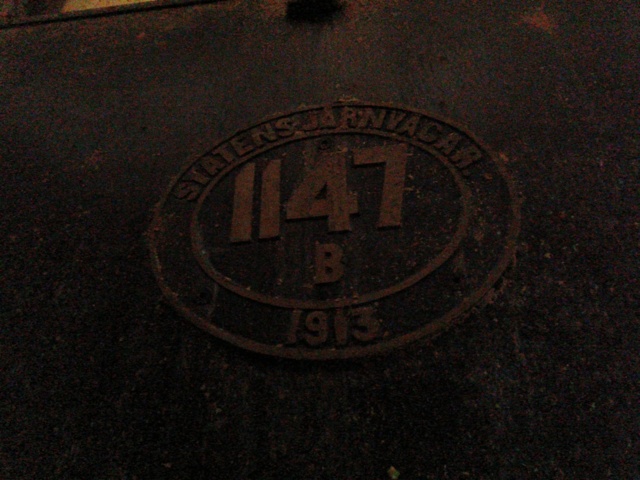 STATENS JÄRNVÄGAR.
1147
B
1913